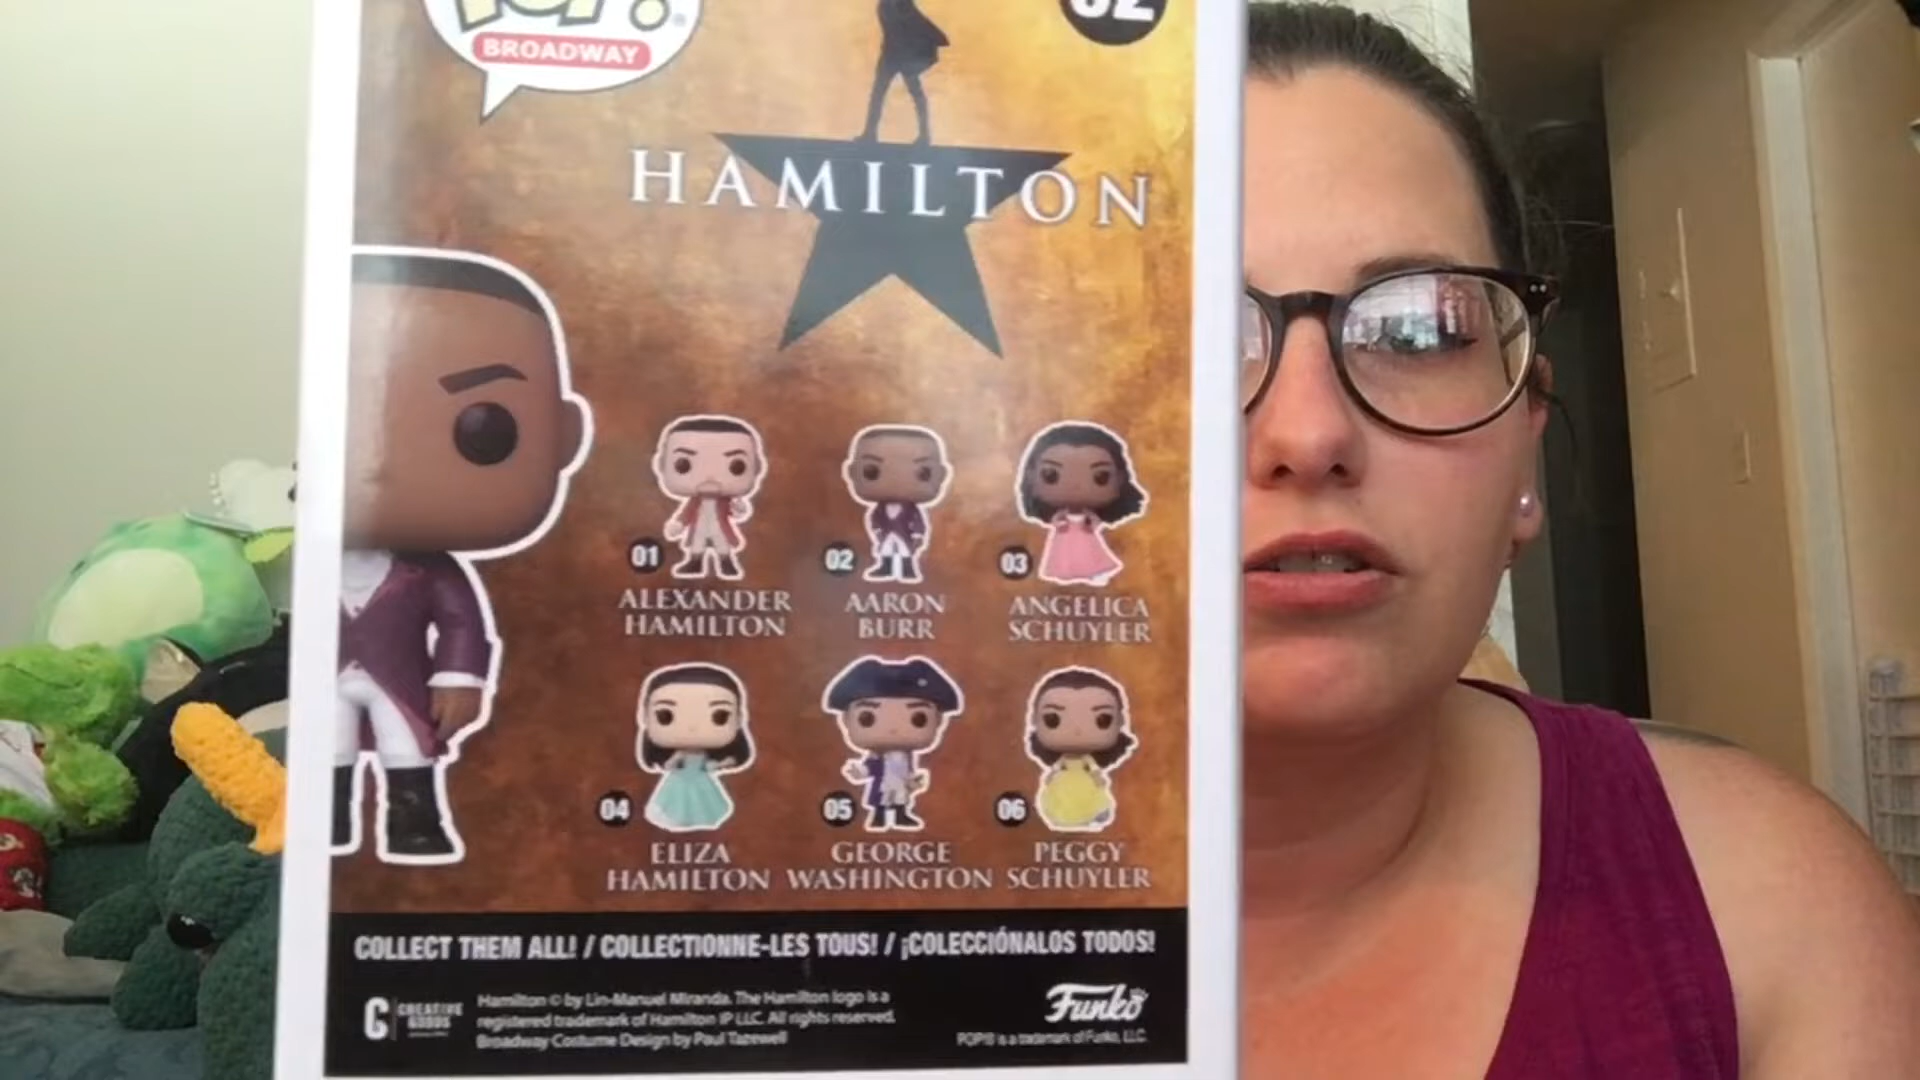 POP!
BROADWAY
02
HAMILTON
01
ALEXANDER
HAMILTON
02
AARON
BURR
03
ANGELICA
SCHUYLER
04
ELIZA
HAMILTON
05
GEORGE
WASHINGTON
06
PEGGY
SCHUYLER
COLLECT THEM ALL! / COLLECTIONNE-LES TOUS! / ¡COLECCIÓNALOS TODOS!
CREATIVE
GOODS
Hamilton © by Lin-Manuel Miranda. The Hamilton logo is a
registered trademark of Hamilton IP LLC. All rights reserved.
Broadway Costume Design by Paul Tazewell
Funko
POP!® is a trademark of Funko, LLC.